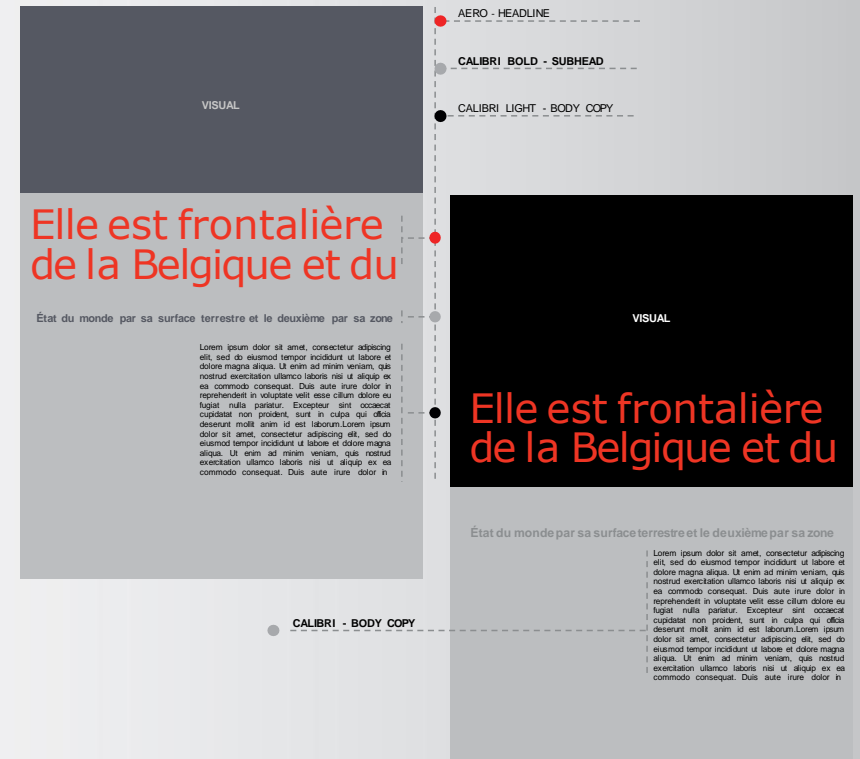 AERO - HEADLINE
CALIBRI BOLD - SUBHEAD
CALIBRI LIGHT - BODY COPY
VISUAL
Elle est frontalière
de la Belgique et du
État du monde par sa surface terrestre et le deuxième par sa zone
Lorem ipsum dolor sit amet, consectetur adipiscing
elit, sed do eiusmod tempor incididunt ut labore et
dolore magna aliqua. Ut enim ad minim veniam, quis
nostrud exercitation ullamco laboris nisi ut aliquip ex
ea commodo consequat. Duis aute irure dolor in
reprehenderit in voluptate velit esse cillum dolore eu
fugiat nulla pariatur. Excepteur sint occaecat
cupidatat non proident, sunt in culpa qui officia
deserunt mollit anim id est laborum.Lorem ipsum
dolor sit amet, consectetur adipiscing elit, sed do
eiusmod tempor incididunt ut labore et dolore magna
aliqua. Ut enim ad minim veniam, quis nostrud
exercitation ullamco laboris nisi ut aliquip ex ea
commodo consequat. Duis aute irure dolor in
VISUAL
Elle est frontalière
de la Belgique et du
État du monde par sa surface terrestre et le deuxième par sa zone
Lorem ipsum dolor sit amet, consectetur adipiscing
elit, sed do eiusmod tempor incididunt ut labore et
dolore magna aliqua. Ut enim ad minim veniam, quis
nostrud exercitation ullamco laboris nisi ut aliquip ex
ea commodo consequat. Duis aute irure dolor in
reprehenderit in voluptate velit esse cillum dolore eu
fugiat nulla pariatur. Excepteur sint occaecat
cupidatat non proident, sunt in culpa qui officia
deserunt mollit anim id est laborum.Lorem ipsum
dolor sit amet, consectetur adipiscing elit, sed do
eiusmod tempor incididunt ut labore et dolore magna
aliqua. Ut enim ad minim veniam, quis nostrud
exercitation ullamco laboris nisi ut aliquip ex ea
commodo consequat. Duis aute irure dolor in
CALIBRI - BODY COPY